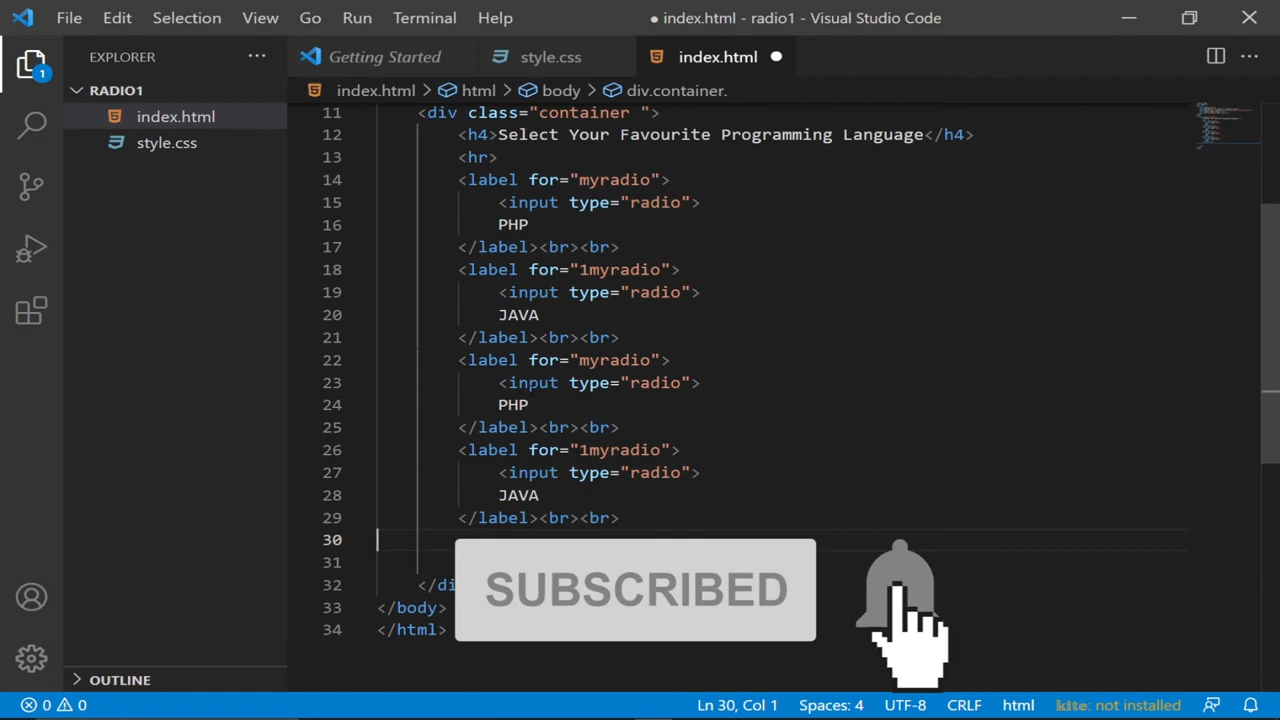 File Edit Selection View Go Run Terminal Help ● index.html - radio1 - Visual Studio Code
EXPLORER ··· Getting Started style.css index.html
1
RADIO1 index.html > html > body > div.container.
index.html
style.css
11 <div class="container ">
12 <h4>Select Your Favourite Programming Language</h4>
13 <hr>
14 <label for="myradio">
15 <input type="radio">
16 PHP
17 </label><br><br>
18 <label for="1myradio">
19 <input type="radio">
20 JAVA
21 </label><br><br>
22 <label for="myradio">
23 <input type="radio">
24 PHP
25 </label><br><br>
26 <label for="1myradio">
27 <input type="radio">
28 JAVA
29 </label><br><br>
30
31
32 </di
33 </body>
34 </html>
SUBSCRIBED
OUTLINE
0 0 Ln 30, Col 1 Spaces: 4 UTF-8 CRLF html kite: not installed